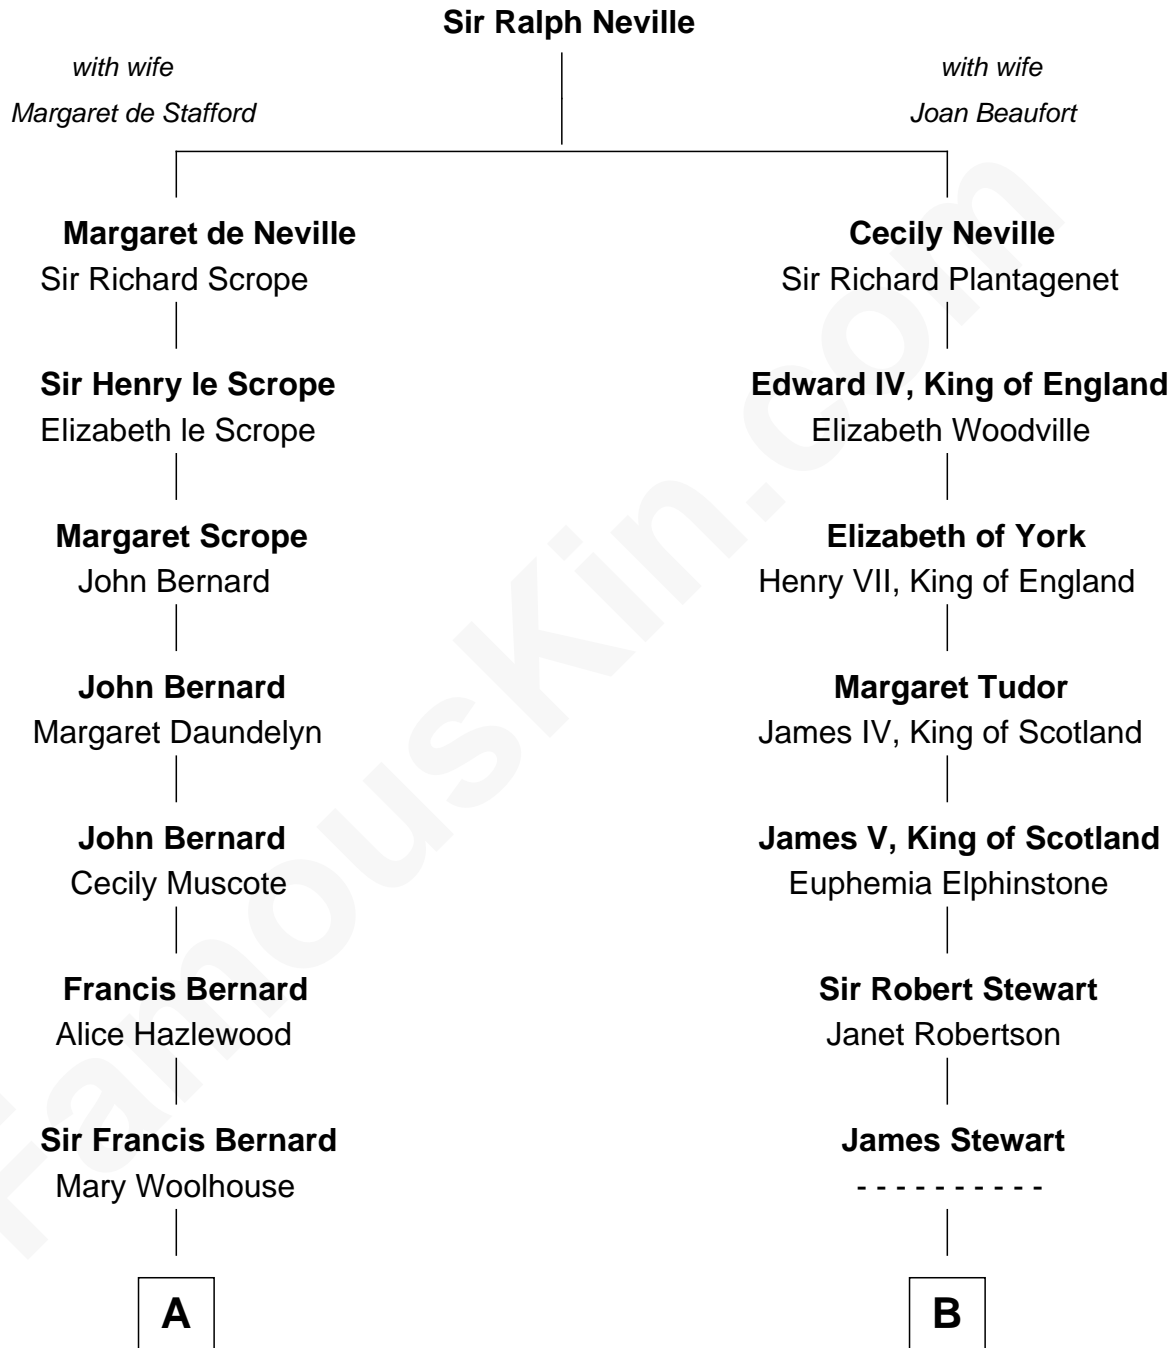 Sir Ralph Neville
with wife
Margaret de Stafford
with wife
Joan Beaufort
Margaret de Neville
Sir Richard Scrope
Cecily Neville
Sir Richard Plantagenet
Sir Henry le Scrope
Elizabeth le Scrope
Edward IV, King of England
Elizabeth Woodville
Margaret Scrope
John Bernard
Elizabeth of York
Henry VII, King of England
John Bernard
Margaret Daundelyn
Margaret Tudor
James IV, King of Scotland
John Bernard
Cecily Muscote
James V, King of Scotland
Euphemia Elphinstone
Francis Bernard
Alice Hazlewood
Sir Robert Stewart
Janet Robertson
Sir Francis Bernard
Mary Woolhouse
James Stewart
- - - - - - - - - -
A
B
FamousKin.com